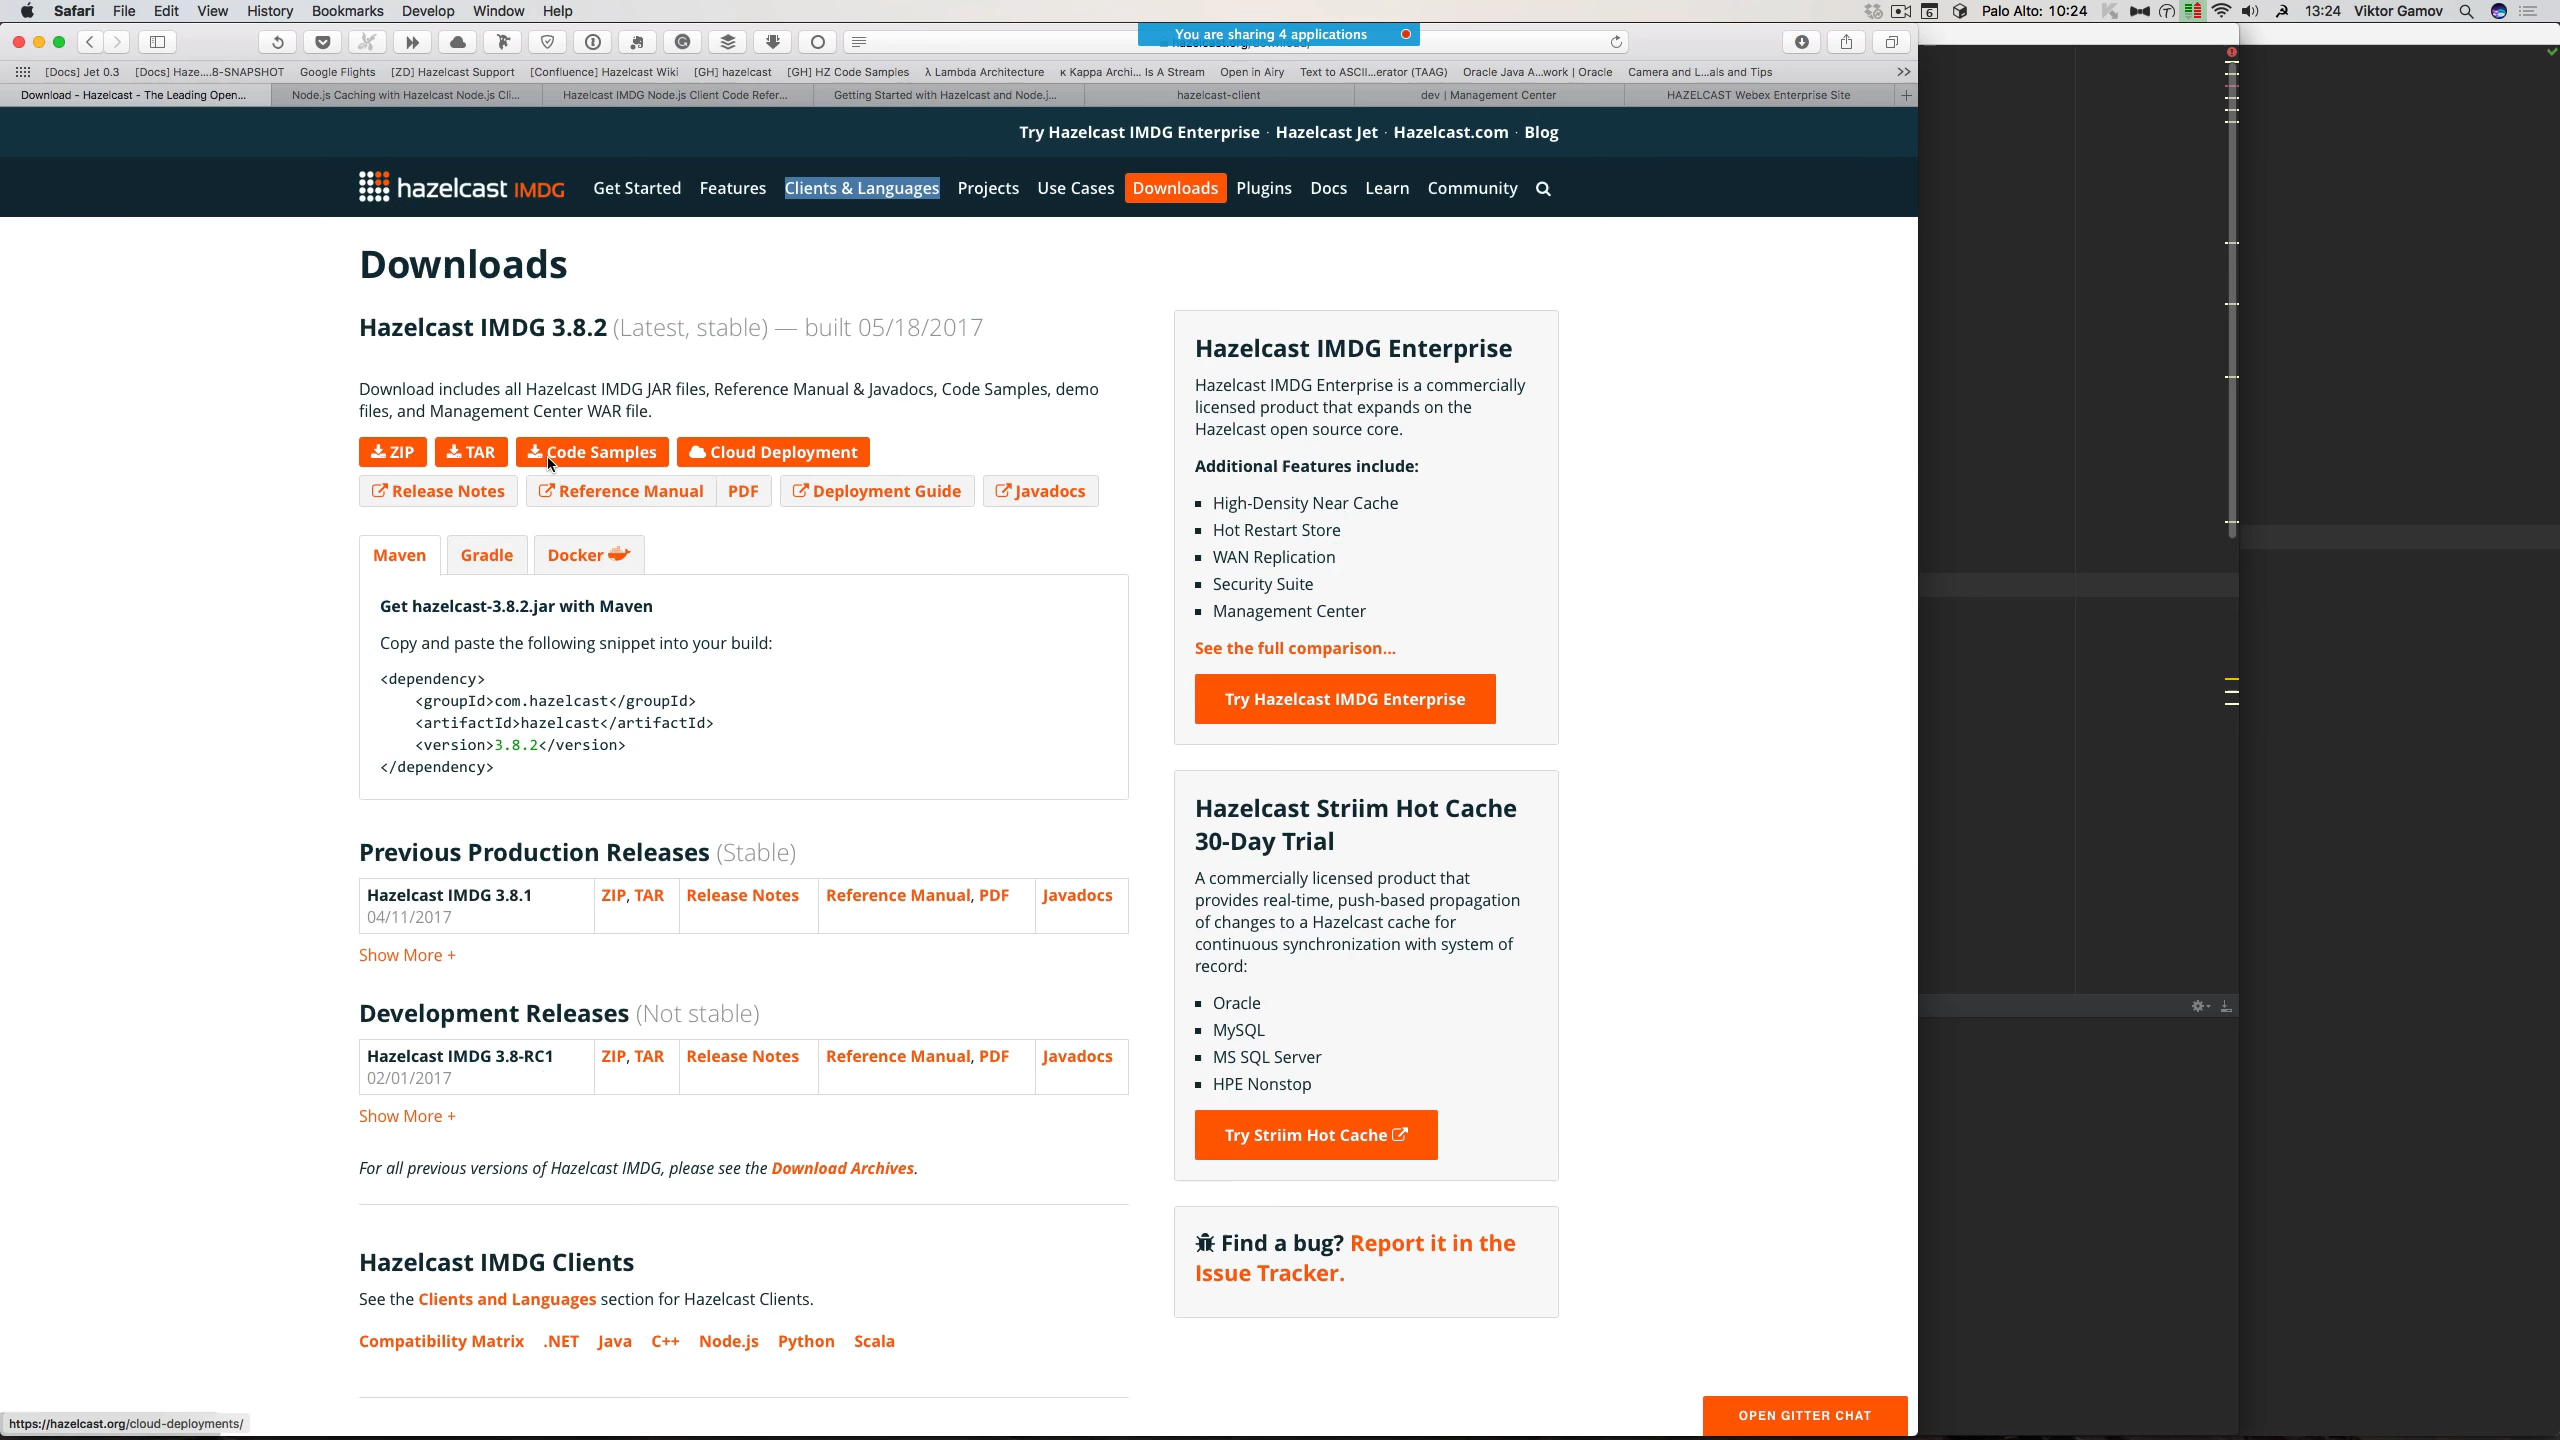 Safari File Edit View History Bookmarks Develop Window Help
6 Palo Alto: 10:24 13:24 Viktor Gamov
You are sharing 4 applications
[Docs] Jet 0.3 [Docs] Haze....8-SNAPSHOT Google Flights [ZD] Hazelcast Support [Confluence] Hazelcast Wiki [GH] hazelcast [GH] HZ Code Samples λ Lambda Architecture κ Kappa Archi... Is A Stream Open in Airy Text to ASCII...erator (TAAG) Oracle Java A...work | Oracle Camera and L...als and Tips >>
Download - Hazelcast - The Leading Open... Node.js Caching with Hazelcast Node.js Cli... Hazelcast IMDG Node.js Client Code Refer... Getting Started with Hazelcast and Node.j... hazelcast-client dev | Management Center HAZELCAST Webex Enterprise Site +
Try Hazelcast IMDG Enterprise · Hazelcast Jet · Hazelcast.com · Blog
hazelcast IMDG Get Started Features Clients & Languages Projects Use Cases Downloads Plugins Docs Learn Community
Downloads
Hazelcast IMDG 3.8.2 (Latest, stable) — built 05/18/2017
Download includes all Hazelcast IMDG JAR files, Reference Manual & Javadocs, Code Samples, demo
files, and Management Center WAR file.
ZIP TAR Code Samples Cloud Deployment
Release Notes Reference Manual PDF Deployment Guide Javadocs
Maven Gradle Docker
Get hazelcast-3.8.2.jar with Maven
Copy and paste the following snippet into your build:
<dependency>
<groupId>com.hazelcast</groupId>
<artifactId>hazelcast</artifactId>
<version>3.8.2</version>
</dependency>
Previous Production Releases (Stable)
Hazelcast IMDG 3.8.1 ZIP, TAR Release Notes Reference Manual, PDF Javadocs
04/11/2017
Show More +
Development Releases (Not stable)
Hazelcast IMDG 3.8-RC1 ZIP, TAR Release Notes Reference Manual, PDF Javadocs
02/01/2017
Show More +
For all previous versions of Hazelcast IMDG, please see the Download Archives.
Hazelcast IMDG Clients
See the Clients and Languages section for Hazelcast Clients.
Compatibility Matrix .NET Java C++ Node.js Python Scala
Hazelcast IMDG Enterprise
Hazelcast IMDG Enterprise is a commercially
licensed product that expands on the
Hazelcast open source core.
Additional Features include:
High-Density Near Cache
Hot Restart Store
WAN Replication
Security Suite
Management Center
See the full comparison...
Try Hazelcast IMDG Enterprise
Hazelcast Striim Hot Cache
30-Day Trial
A commercially licensed product that
provides real-time, push-based propagation
of changes to a Hazelcast cache for
continuous synchronization with system of
record:
Oracle
MySQL
MS SQL Server
HPE Nonstop
Try Striim Hot Cache
Find a bug? Report it in the
Issue Tracker.
OPEN GITTER CHAT
https://hazelcast.org/cloud-deployments/